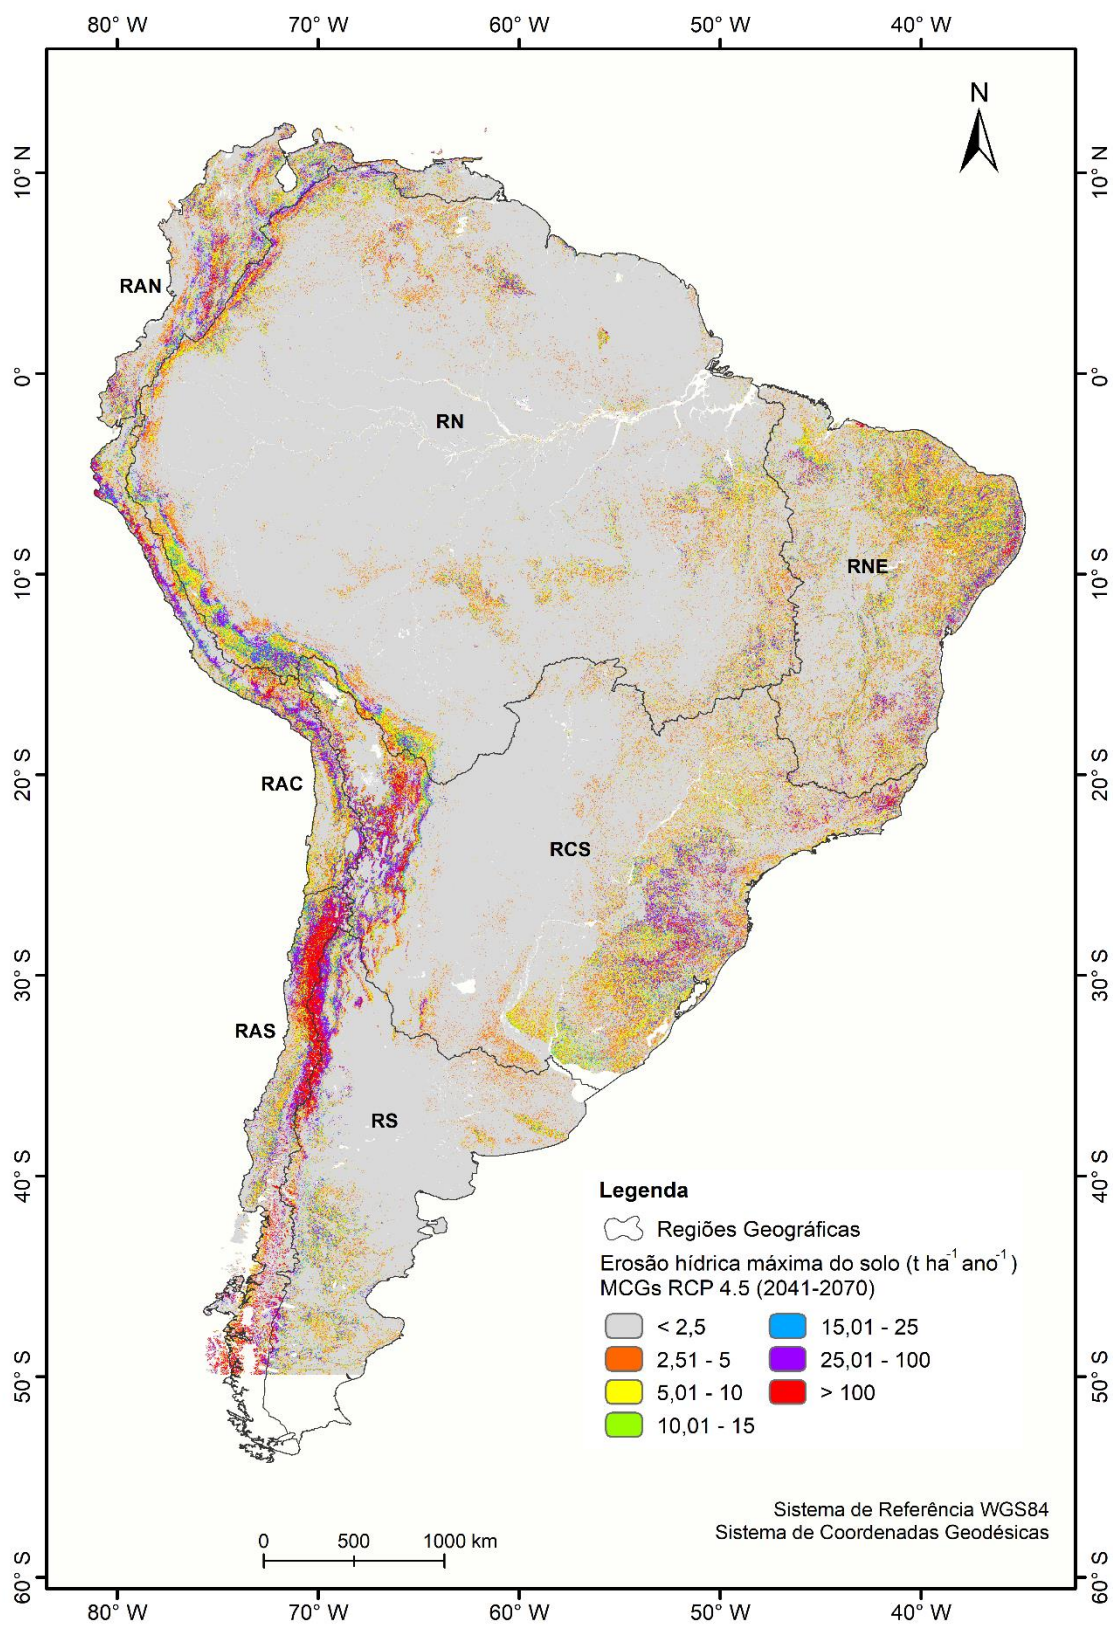 80° W 70° W 60° W 50° W 40° W
N
10° N 10° N
RAN
0° 0°
RN
RNE
10° S 10° S
RAC
20° S 20° S
RCS
30° S 30° S
RAS
RS
40° S 40° S
Legenda
Regiões Geográficas
Erosão hídrica máxima do solo (t ha⁻¹ ano⁻¹)
MCGs RCP 4.5 (2041-2070)
< 2,5 15,01 - 25
2,51 - 5 25,01 - 100
5,01 - 10 > 100
10,01 - 15
50° S 50° S
Sistema de Referência WGS84
Sistema de Coordenadas Geodésicas
0 500 1000 km
60° S 60° S
80° W 70° W 60° W 50° W 40° W